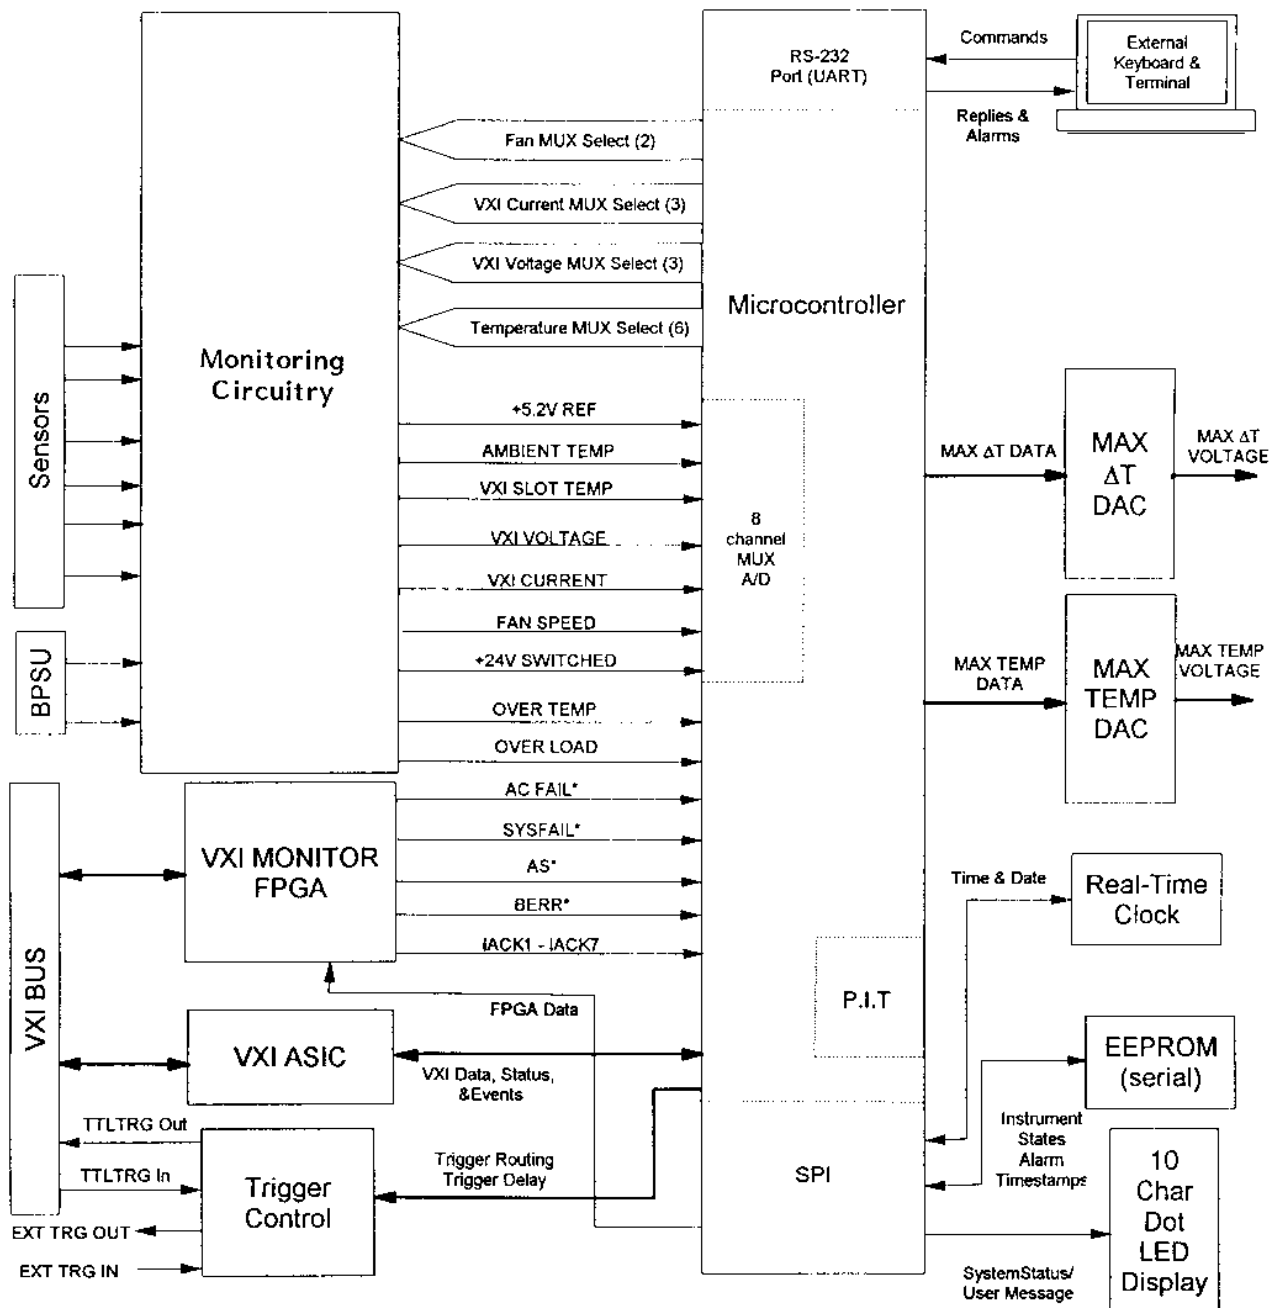 RS-232
Port (UART)
Commands
External
Keyboard &
Terminal
Replies &
Alarms
Fan MUX Select (2)
VXI Current MUX Select (3)
VXI Voltage MUX Select (3)
Temperature MUX Select (6)
Microcontroller
Monitoring
Circuitry
Sensors
BPSU
+5.2V REF
AMBIENT TEMP
VXI SLOT TEMP
VXI VOLTAGE
VXI CURRENT
FAN SPEED
+24V SWITCHED
OVER TEMP
OVER LOAD
8
channel
MUX
A/D
MAX ΔT DATA
MAX
ΔT
DAC
MAX ΔT
VOLTAGE
MAX TEMP
DATA
MAX
TEMP
DAC
MAX TEMP
VOLTAGE
VXI BUS
VXI MONITOR
FPGA
AC FAIL*
SYSFAIL*
AS*
BERR*
IACK1 - IACK7
FPGA Data
P.I.T
Time & Date
Real-Time
Clock
VXI ASIC
VXI Data, Status,
&Events
EEPROM
(serial)
Instrument
States
Alarm
Timestamps
TTLTRG Out
TTLTRG In
EXT TRG OUT
EXT TRG IN
Trigger
Control
Trigger Routing
Trigger Delay
SPI
10
Char
Dot
LED
Display
SystemStatus/
User Message